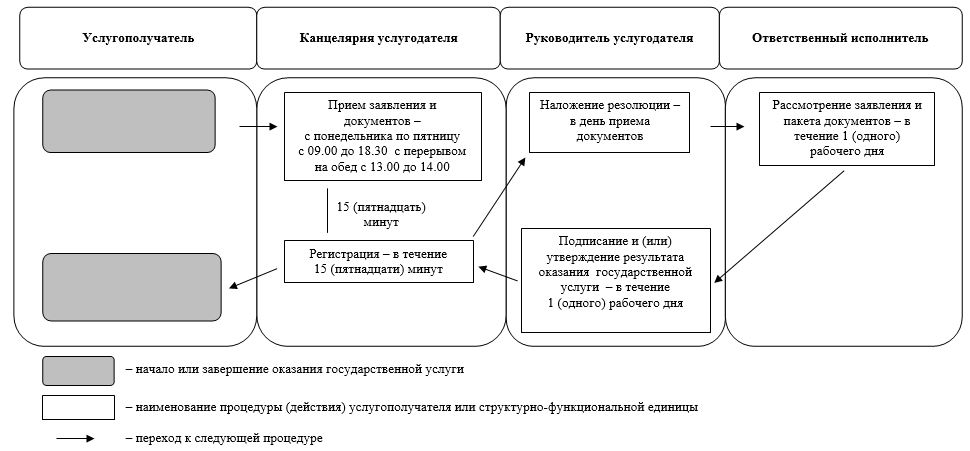 Услугополучатель
Канцелярия услугодателя
Руководитель услугодателя
Ответственный исполнитель
Прием заявления и
документов –
с понедельника по пятницу
с 09.00 до 18.30 с перерывом
на обед с 13.00 до 14.00
Наложение резолюции –
в день приема
документов
Рассмотрение заявления и
пакета документов – в
течение 1 (одного)
рабочего дня
15 (пятнадцать)
минут
Регистрация – в течение
15 (пятнадцати) минут
Подписание и (или)
утверждение результата
оказания государственной
услуги – в течение
1 (одного) рабочего дня
– начало или завершение оказания государственной услуги
– наименование процедуры (действия) услугополучателя или структурно-функциональной единицы
– переход к следующей процедуре